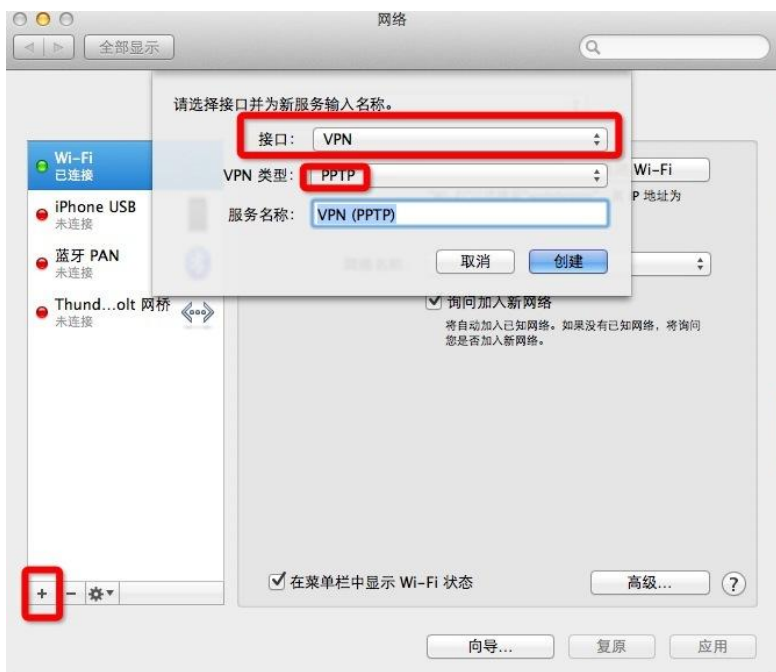 网络
全部显示
请选择接口并为新服务输入名称。
接口： VPN
VPN 类型： PPTP
服务名称： VPN (PPTP)
取消 创建
Wi-Fi
已连接
iPhone USB
未连接
蓝牙 PAN
未连接
Thund…olt 网桥
未连接
Wi-Fi
P 地址为
询问加入新网络
将自动加入已知网络。如果没有已知网络，将询问
您是否加入新网络。
在菜单栏中显示 Wi-Fi 状态
高级... ?
+ −
向导... 复原 应用